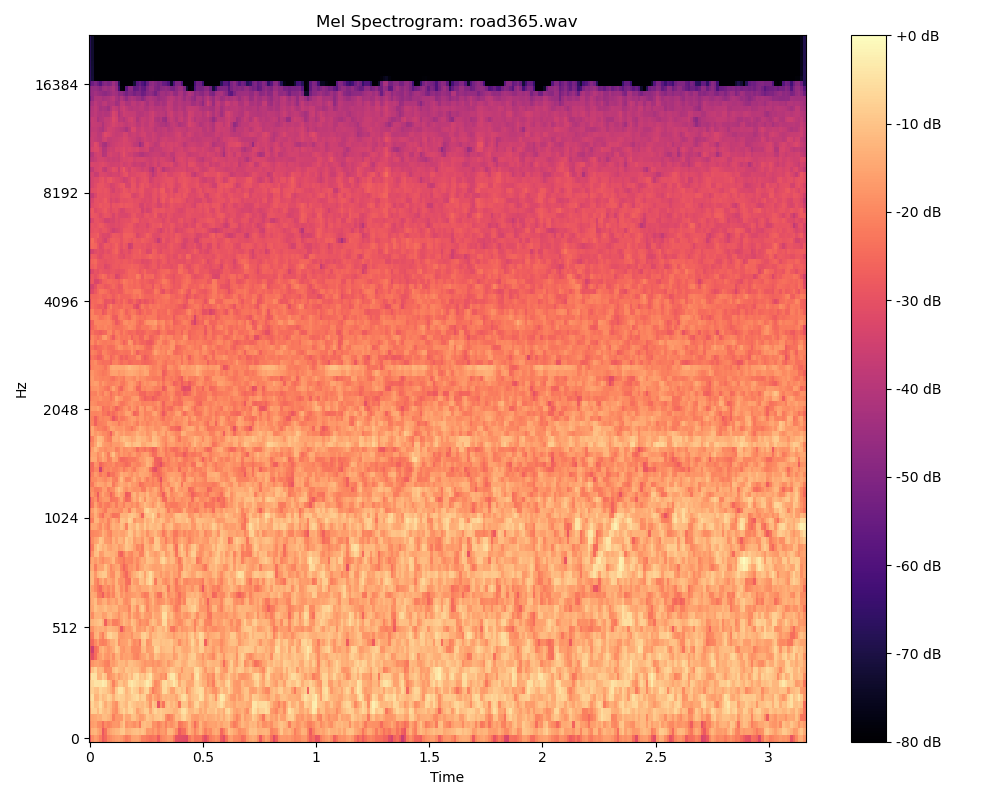 Mel Spectrogram: road365.wav
+0 dB
16384
-10 dB
8192
-20 dB
4096
-30 dB
Hz
2048
-40 dB
-50 dB
1024
-60 dB
512
-70 dB
0
-80 dB
0 0.5 1 1.5 2 2.5 3
Time